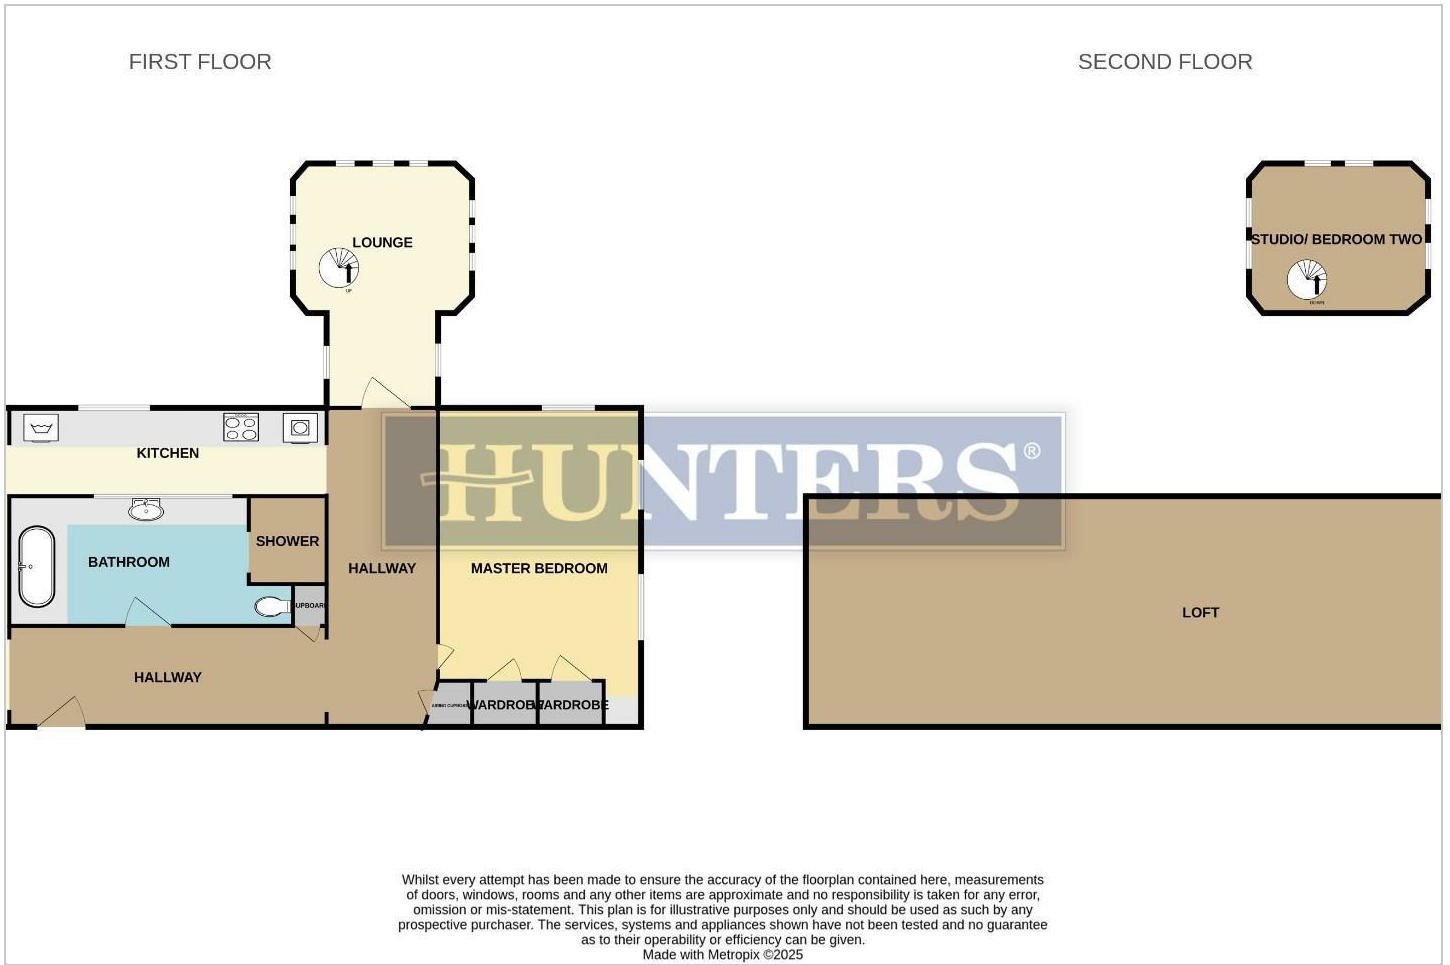 FIRST FLOOR
SECOND FLOOR
LOUNGE
UP
STUDIO/ BEDROOM TWO
DOWN
KITCHEN
HUNTERS®
SHOWER
BATHROOM
HALLWAY
MASTER BEDROOM
UPBOAR
LOFT
HALLWAY
AIRING CUPBOARD
WARDROBE
WARDROBE
Whilst every attempt has been made to ensure the accuracy of the floorplan contained here, measurements
of doors, windows, rooms and any other items are approximate and no responsibility is taken for any error,
omission or mis-statement. This plan is for illustrative purposes only and should be used as such by any
prospective purchaser. The services, systems and appliances shown have not been tested and no guarantee
as to their operability or efficiency can be given.
Made with Metropix ©2025